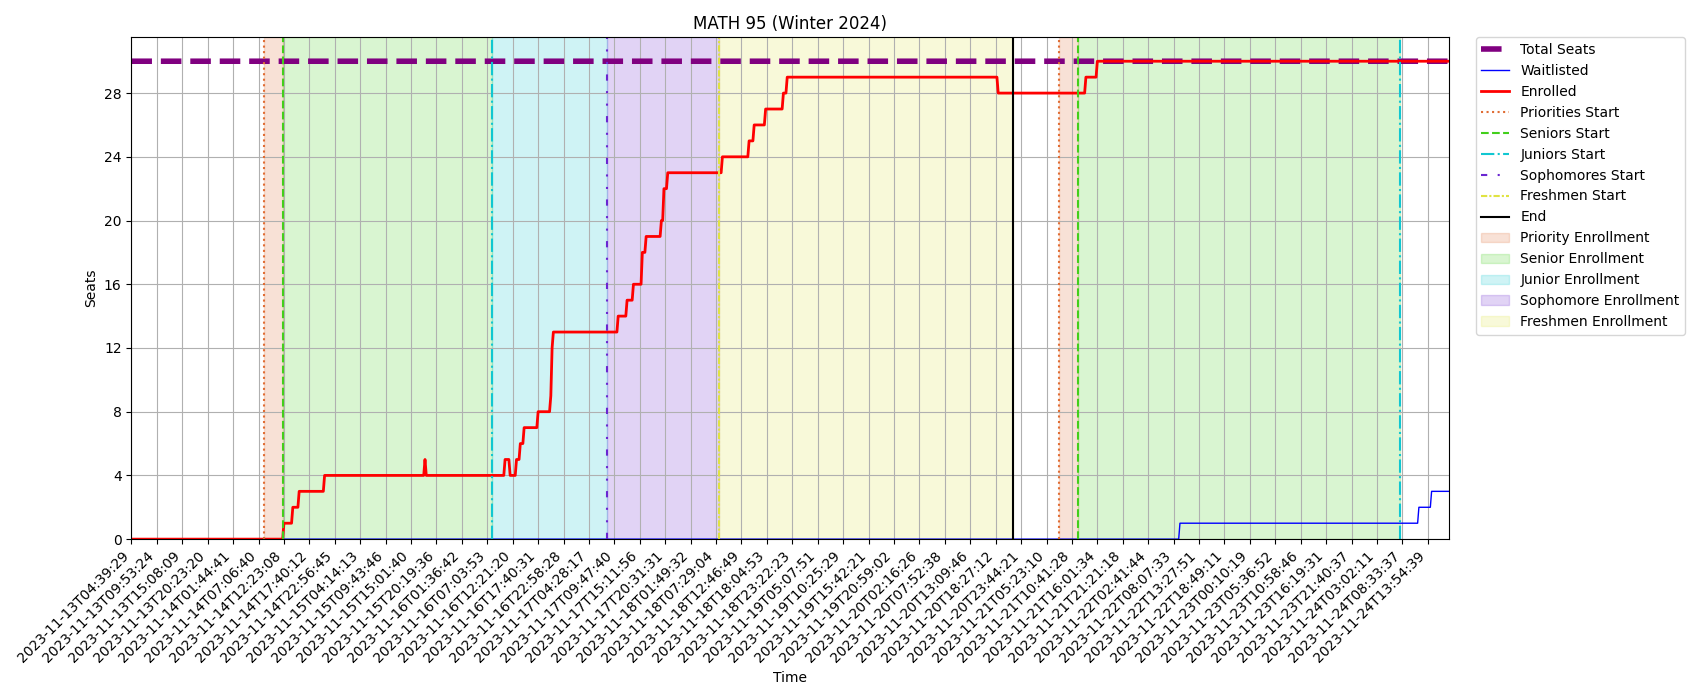 MATH 95 (Winter 2024)
Seats
28
24
20
16
12
8
4
0
2023-11-13T04:39:29
2023-11-13T09:53:24
2023-11-13T15:08:09
2023-11-13T20:23:20
2023-11-14T01:44:41
2023-11-14T07:06:40
2023-11-14T12:23:08
2023-11-14T17:40:12
2023-11-14T22:56:45
2023-11-15T04:14:13
2023-11-15T09:43:46
2023-11-15T15:01:40
2023-11-15T20:19:36
2023-11-16T01:36:42
2023-11-16T07:03:53
2023-11-16T12:21:20
2023-11-16T17:40:31
2023-11-16T22:58:28
2023-11-17T04:28:17
2023-11-17T09:47:40
2023-11-17T15:11:56
2023-11-17T20:31:31
2023-11-18T01:49:32
2023-11-18T07:29:04
2023-11-18T12:46:49
2023-11-18T18:04:53
2023-11-18T23:22:23
2023-11-19T05:07:51
2023-11-19T10:25:29
2023-11-19T15:42:21
2023-11-19T20:59:02
2023-11-20T02:16:26
2023-11-20T07:52:38
2023-11-20T13:09:46
2023-11-20T18:27:12
2023-11-20T23:44:21
2023-11-21T05:23:10
2023-11-21T10:41:28
2023-11-21T16:01:34
2023-11-21T21:21:18
2023-11-22T02:41:44
2023-11-22T08:07:33
2023-11-22T13:27:51
2023-11-22T18:49:11
2023-11-23T00:10:19
2023-11-23T05:36:52
2023-11-23T10:58:46
2023-11-23T16:19:31
2023-11-23T21:40:37
2023-11-24T03:02:11
2023-11-24T08:33:37
2023-11-24T13:54:39
Time
Total Seats
Waitlisted
Enrolled
Priorities Start
Seniors Start
Juniors Start
Sophomores Start
Freshmen Start
End
Priority Enrollment
Senior Enrollment
Junior Enrollment
Sophomore Enrollment
Freshmen Enrollment